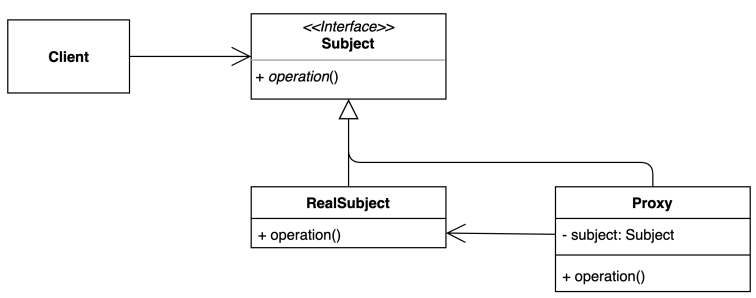 Client
<<Interface>>
Subject
+ operation()
RealSubject
+ operation()
Proxy
- subject: Subject
+ operation()